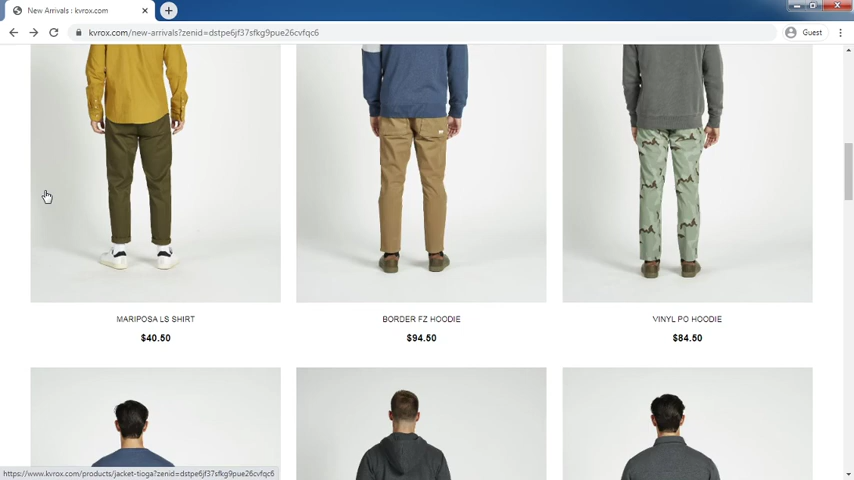 New Arrivals : kvrox.com
kvrox.com/new-arrivals?zenid=dstpe6jf37sfkg9pue26cvfqc6
Guest
MARIPOSA LS SHIRT
BORDER FZ HOODIE
VINYL PO HOODIE
$40.50
$94.50
$84.50
https://www.kvrox.com/products/jacket-tioga?zenid=dstpe6jf37sfkg9pue26cvfqc6